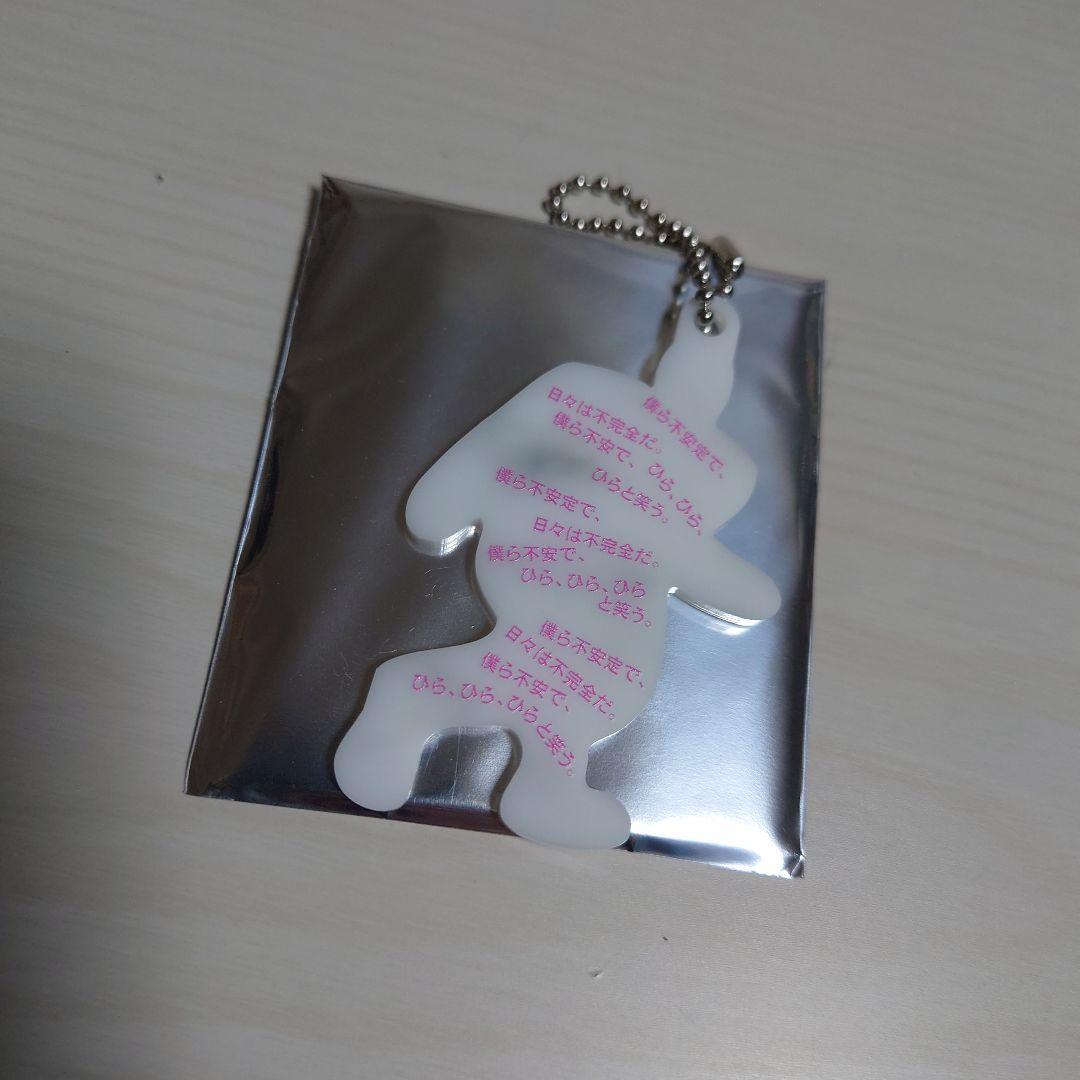 僕ら不安定で、
日々は不完全だ。
僕ら不安で、ひら、ひら、
ひらと笑う。
僕ら不安定で、
日々は不完全だ。
僕ら不安で、
ひら、ひら、ひら
と笑う。
僕ら不安定で、
日々は不完全だ。
僕ら不安で、
ひら、ひら、ひらと笑う。